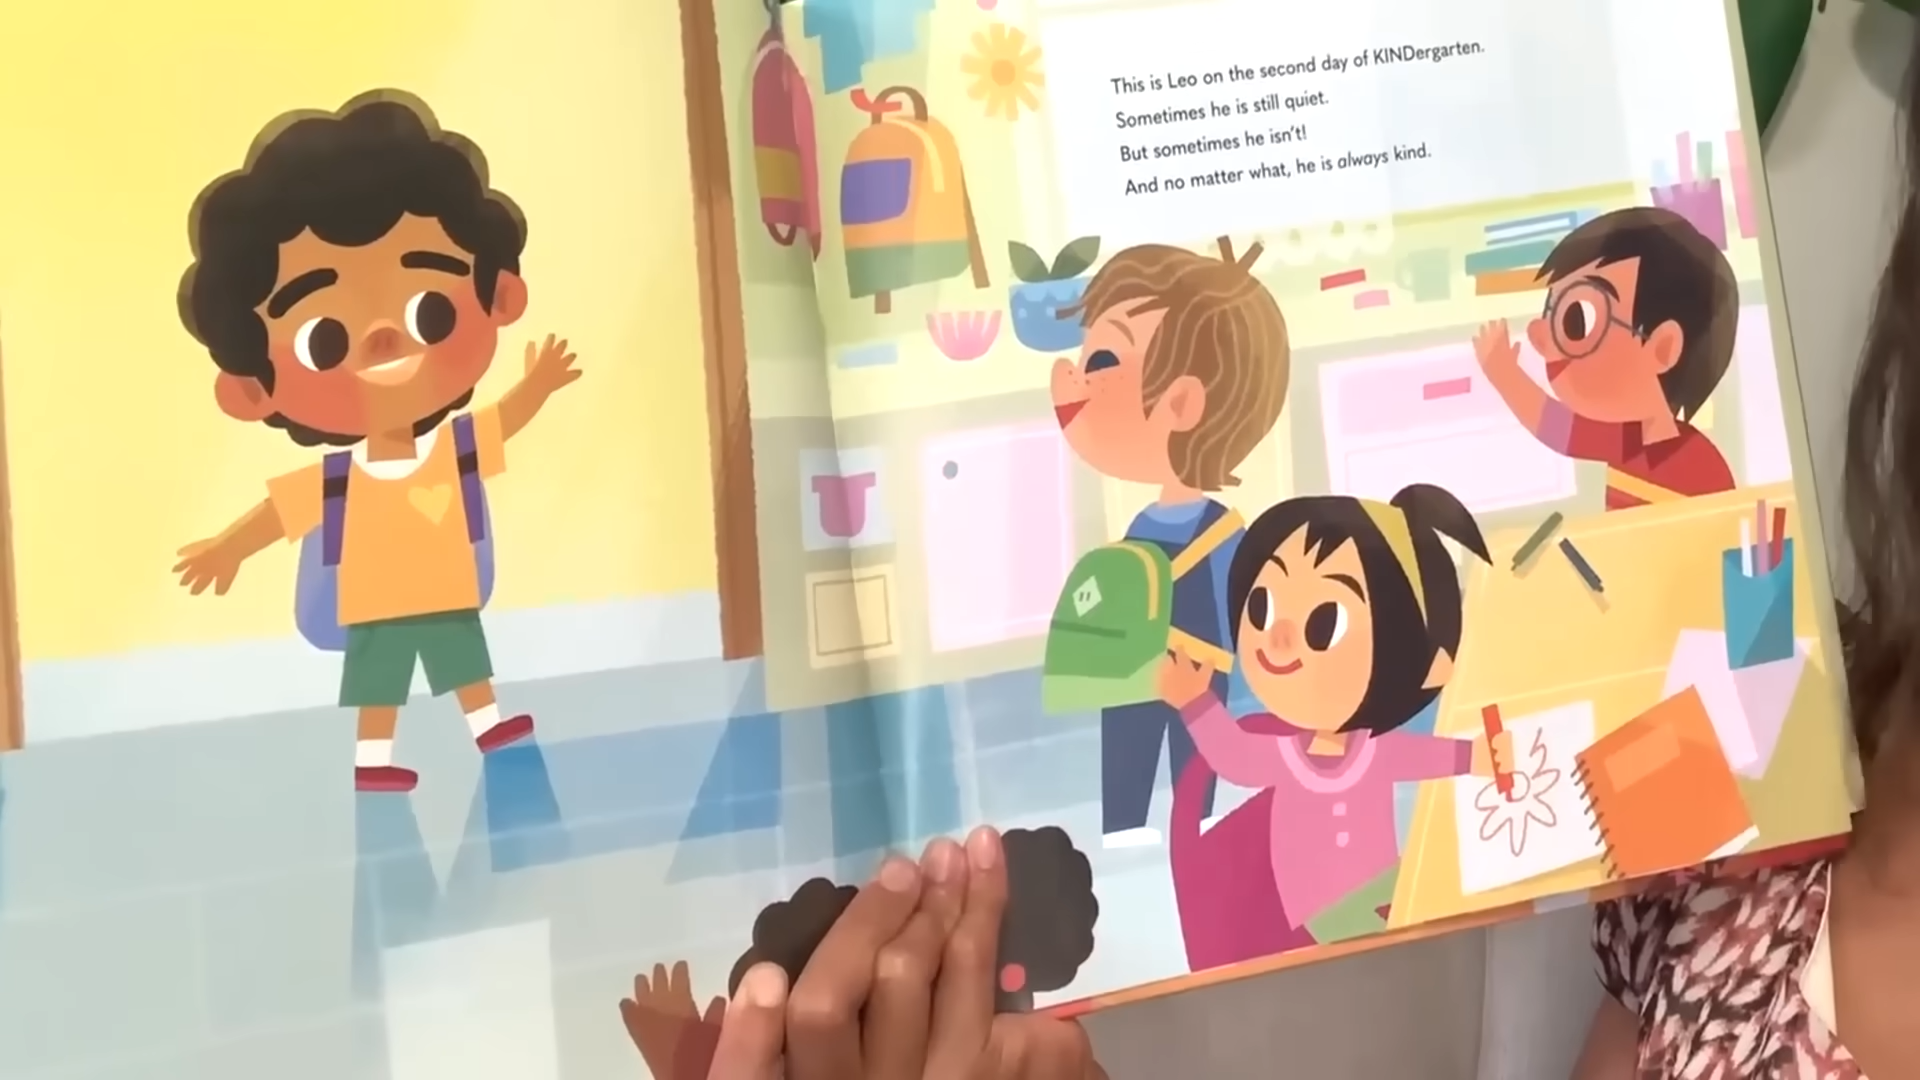 This is Leo on the second day of KINDergarten.
Sometimes he is still quiet.
But sometimes he isn't!
And no matter what, he is always kind.